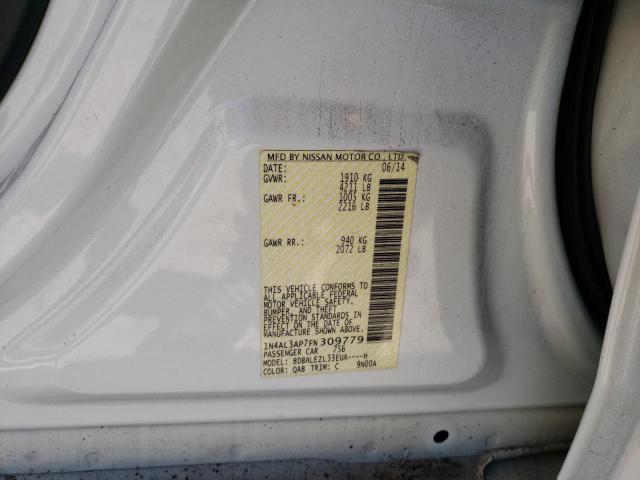 MFD BY NISSAN MOTOR CO., LTD.
DATE: 06/14
GVWR: 1910 KG
4211 LB
GAWR FR.: 1005 KG
2216 LB
GAWR RR.: 940 KG
2072 LB
THIS VEHICLE CONFORMS TO
ALL APPLICABLE FEDERAL
MOTOR VEHICLE SAFETY,
BUMPER, AND THEFT
PREVENTION STANDARDS IN
EFFECT ON THE DATE OF
MANUFACTURE SHOWN ABOVE.
1N4AL3AP7FN309779
PASSENGER CAR 756
MODEL: BDBALEZL33EUA----H
COLOR: QAB TRIM: C 9N00A